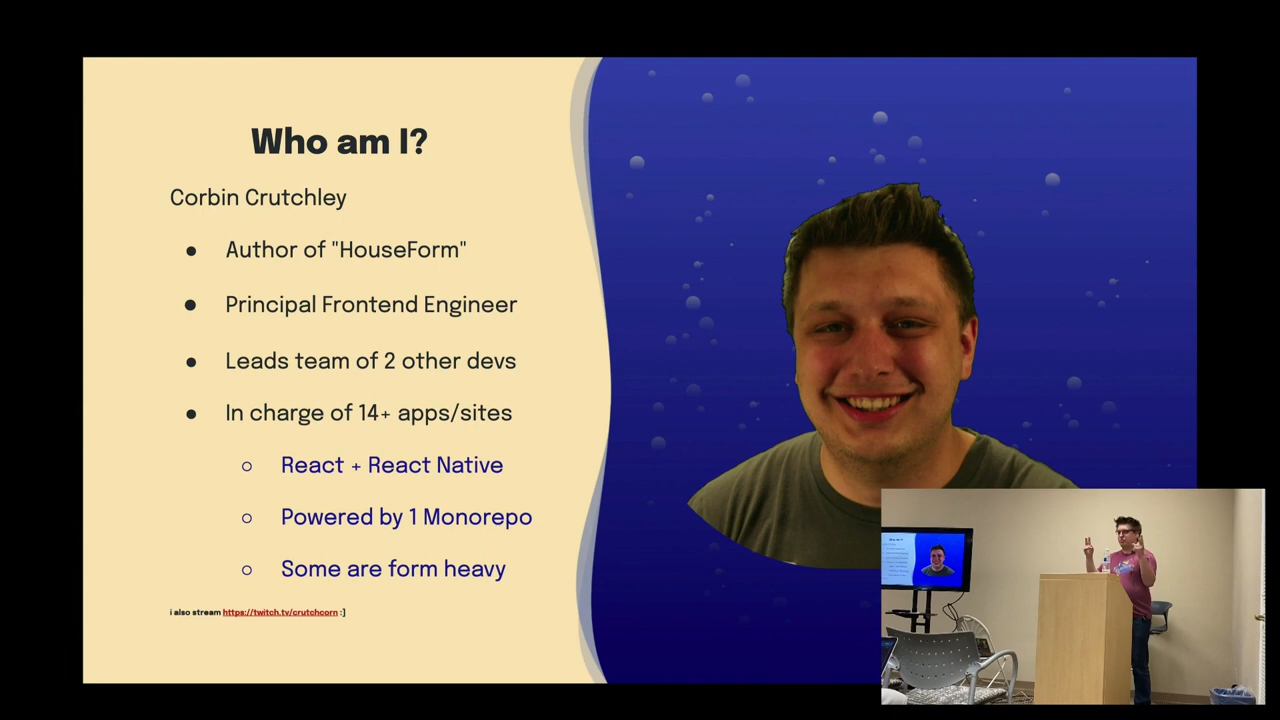 Who am I?
Corbin Crutchley
● Author of "HouseForm"
● Principal Frontend Engineer
● Leads team of 2 other devs
● In charge of 14+ apps/sites
○ React + React Native
○ Powered by 1 Monorepo
○ Some are form heavy
i also stream https://twitch.tv/crutchcorn :]